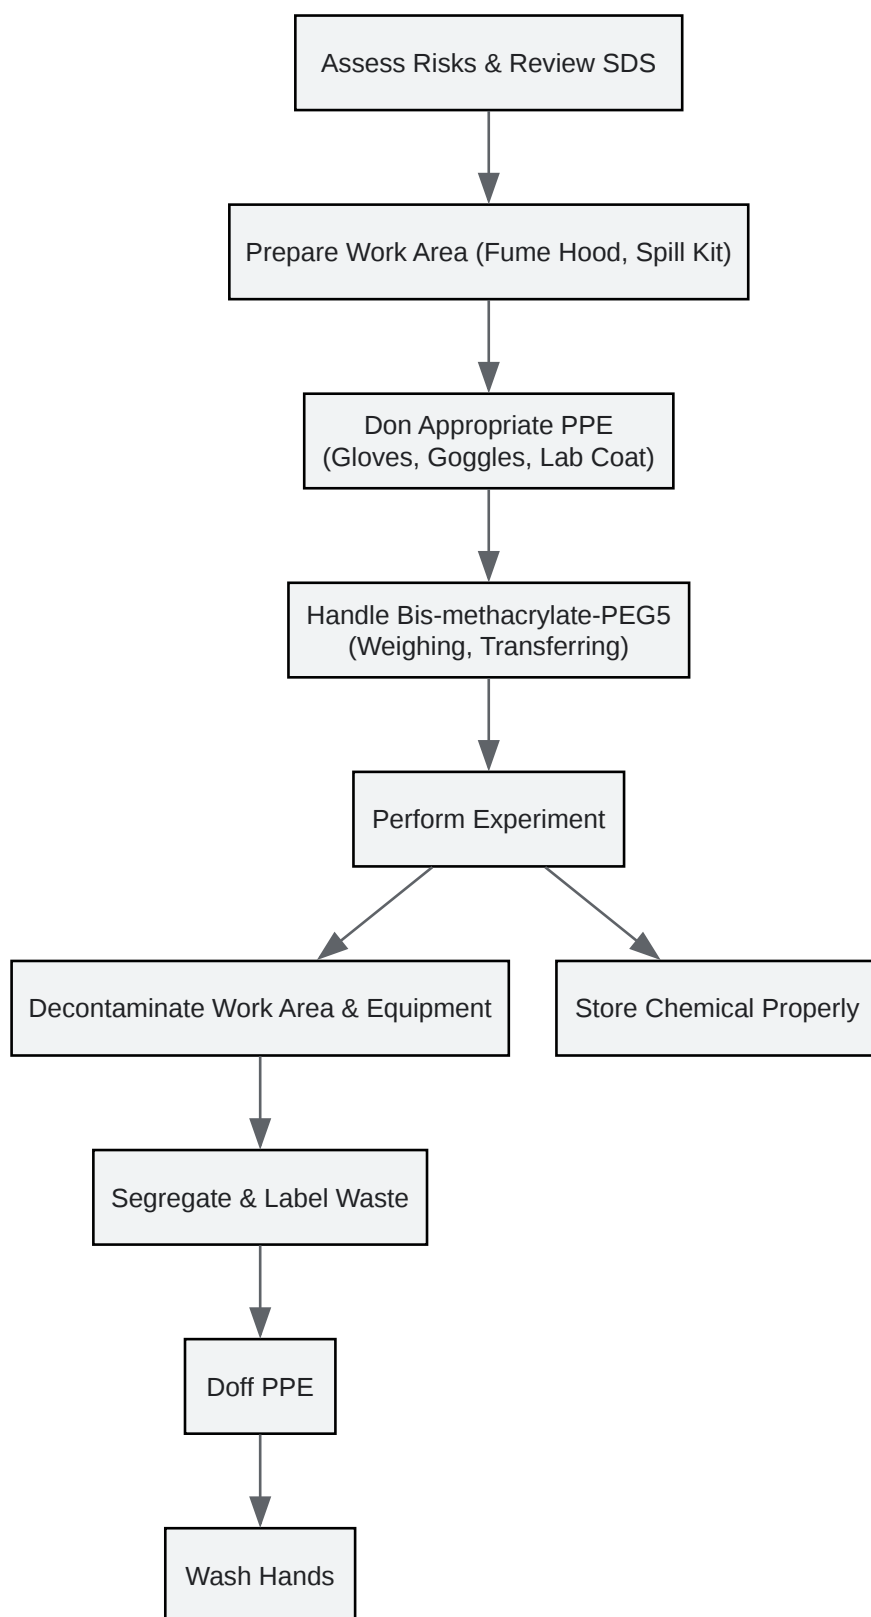 Assess Risks & Review SDS
Prepare Work Area (Fume Hood, Spill Kit)
Don Appropriate PPE
(Gloves, Goggles, Lab Coat)
Handle Bis-methacrylate-PEG5
(Weighing, Transferring)
Perform Experiment
Decontaminate Work Area & Equipment
Store Chemical Properly
Segregate & Label Waste
Doff PPE
Wash Hands